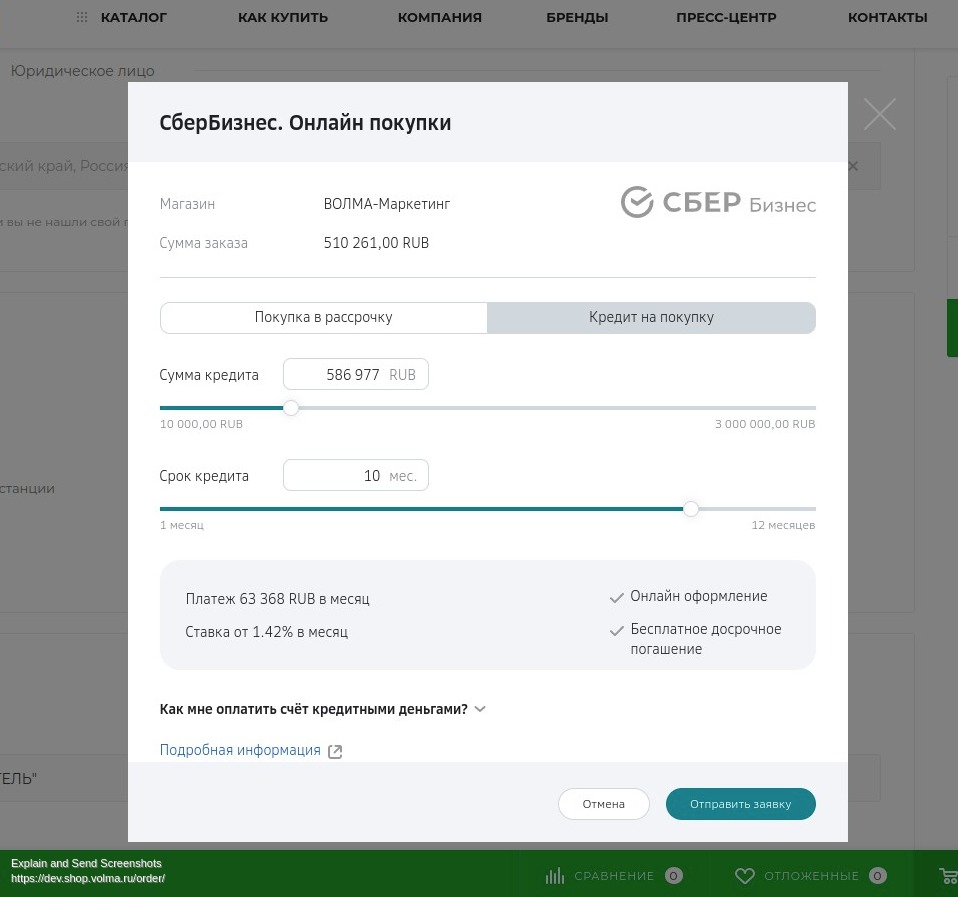 КАТАЛОГ КАК КУПИТЬ КОМПАНИЯ БРЕНДЫ ПРЕСС-ЦЕНТР КОНТАКТЫ
Юридическое лицо
СберБизнес. Онлайн покупки
ский край, Россия
Магазин ВОЛМА-Маркетинг
СБЕР Бизнес
и вы не нашли свой г
Сумма заказа 510 261,00 RUB
Покупка в рассрочку Кредит на покупку
Сумма кредита 586 977 RUB
10 000,00 RUB 3 000 000,00 RUB
Срок кредита 10 мес.
станции
1 месяц 12 месяцев
Платеж 63 368 RUB в месяц
Онлайн оформление
Ставка от 1.42% в месяц
Бесплатное досрочное
погашение
Как мне оплатить счёт кредитными деньгами?
Подробная информация
ТЕЛЬ"
Отмена Отправить заявку
Explain and Send Screenshots
https://dev.shop.volma.ru/order/
СРАВНЕНИЕ 0 ОТЛОЖЕННЫЕ 0